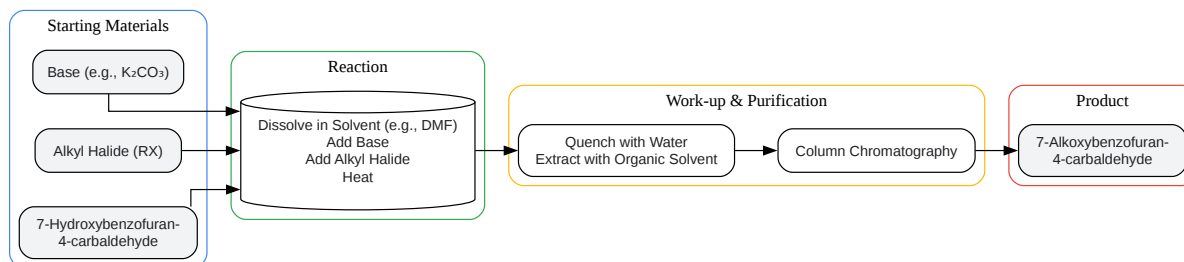 Starting Materials
Base (e.g., K₂CO₃)
Alkyl Halide (RX)
7-Hydroxybenzofuran-
4-carbaldehyde
Reaction
Dissolve in Solvent (e.g., DMF)
Add Base
Add Alkyl Halide
Heat
Work-up & Purification
Quench with Water
Extract with Organic Solvent
Column Chromatography
Product
7-Alkoxybenzofuran-
4-carbaldehyde